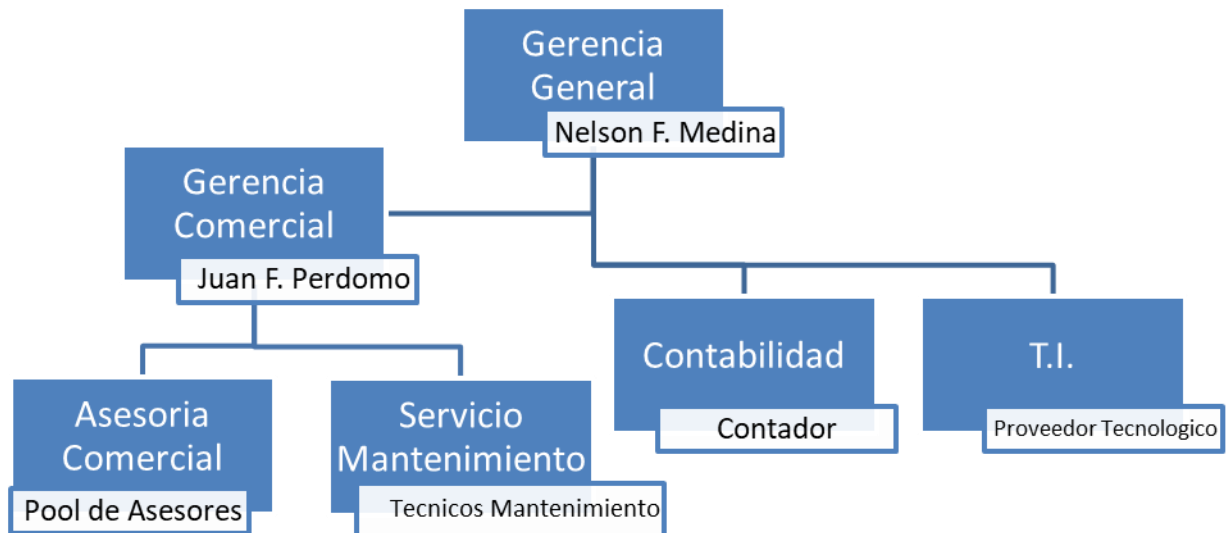 Gerencia
General
Nelson F. Medina
Gerencia
Comercial
Juan F. Perdomo
Contabilidad
Contador
T.I.
Proveedor Tecnologico
Asesoria
Comercial
Pool de Asesores
Servicio
Mantenimiento
Tecnicos Mantenimiento